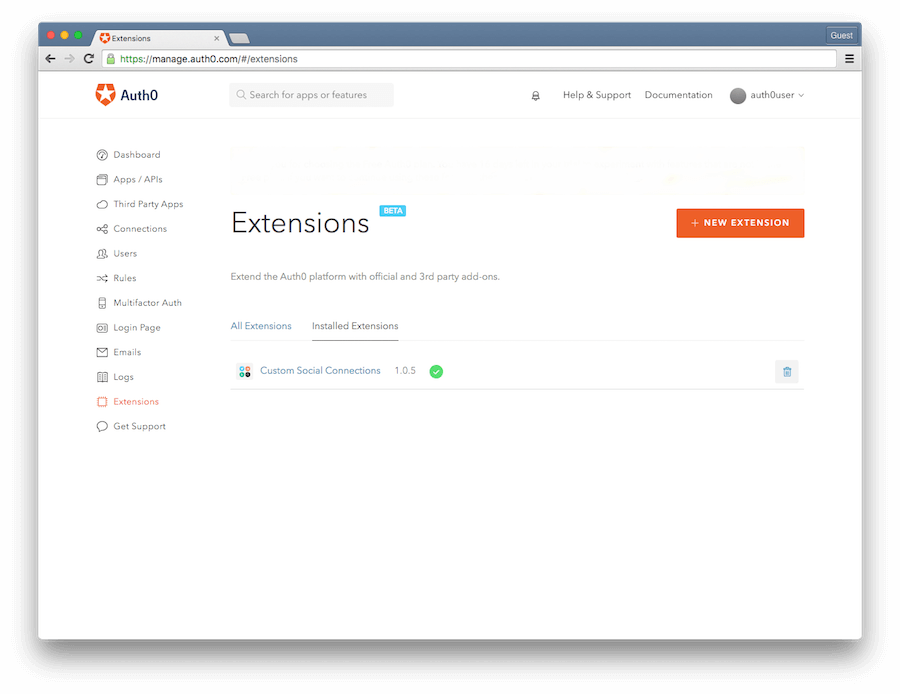 Extensions
Guest
https://manage.auth0.com/#/extensions
Auth0
Search for apps or features
Help & Support
Documentation
auth0user
Dashboard
Apps / APIs
Third Party Apps
Connections
Users
Rules
Multifactor Auth
Login Page
Emails
Logs
Extensions
Get Support
Extensions BETA
+ NEW EXTENSION
Extend the Auth0 platform with official and 3rd party add-ons.
All Extensions
Installed Extensions
Custom Social Connections 1.0.5